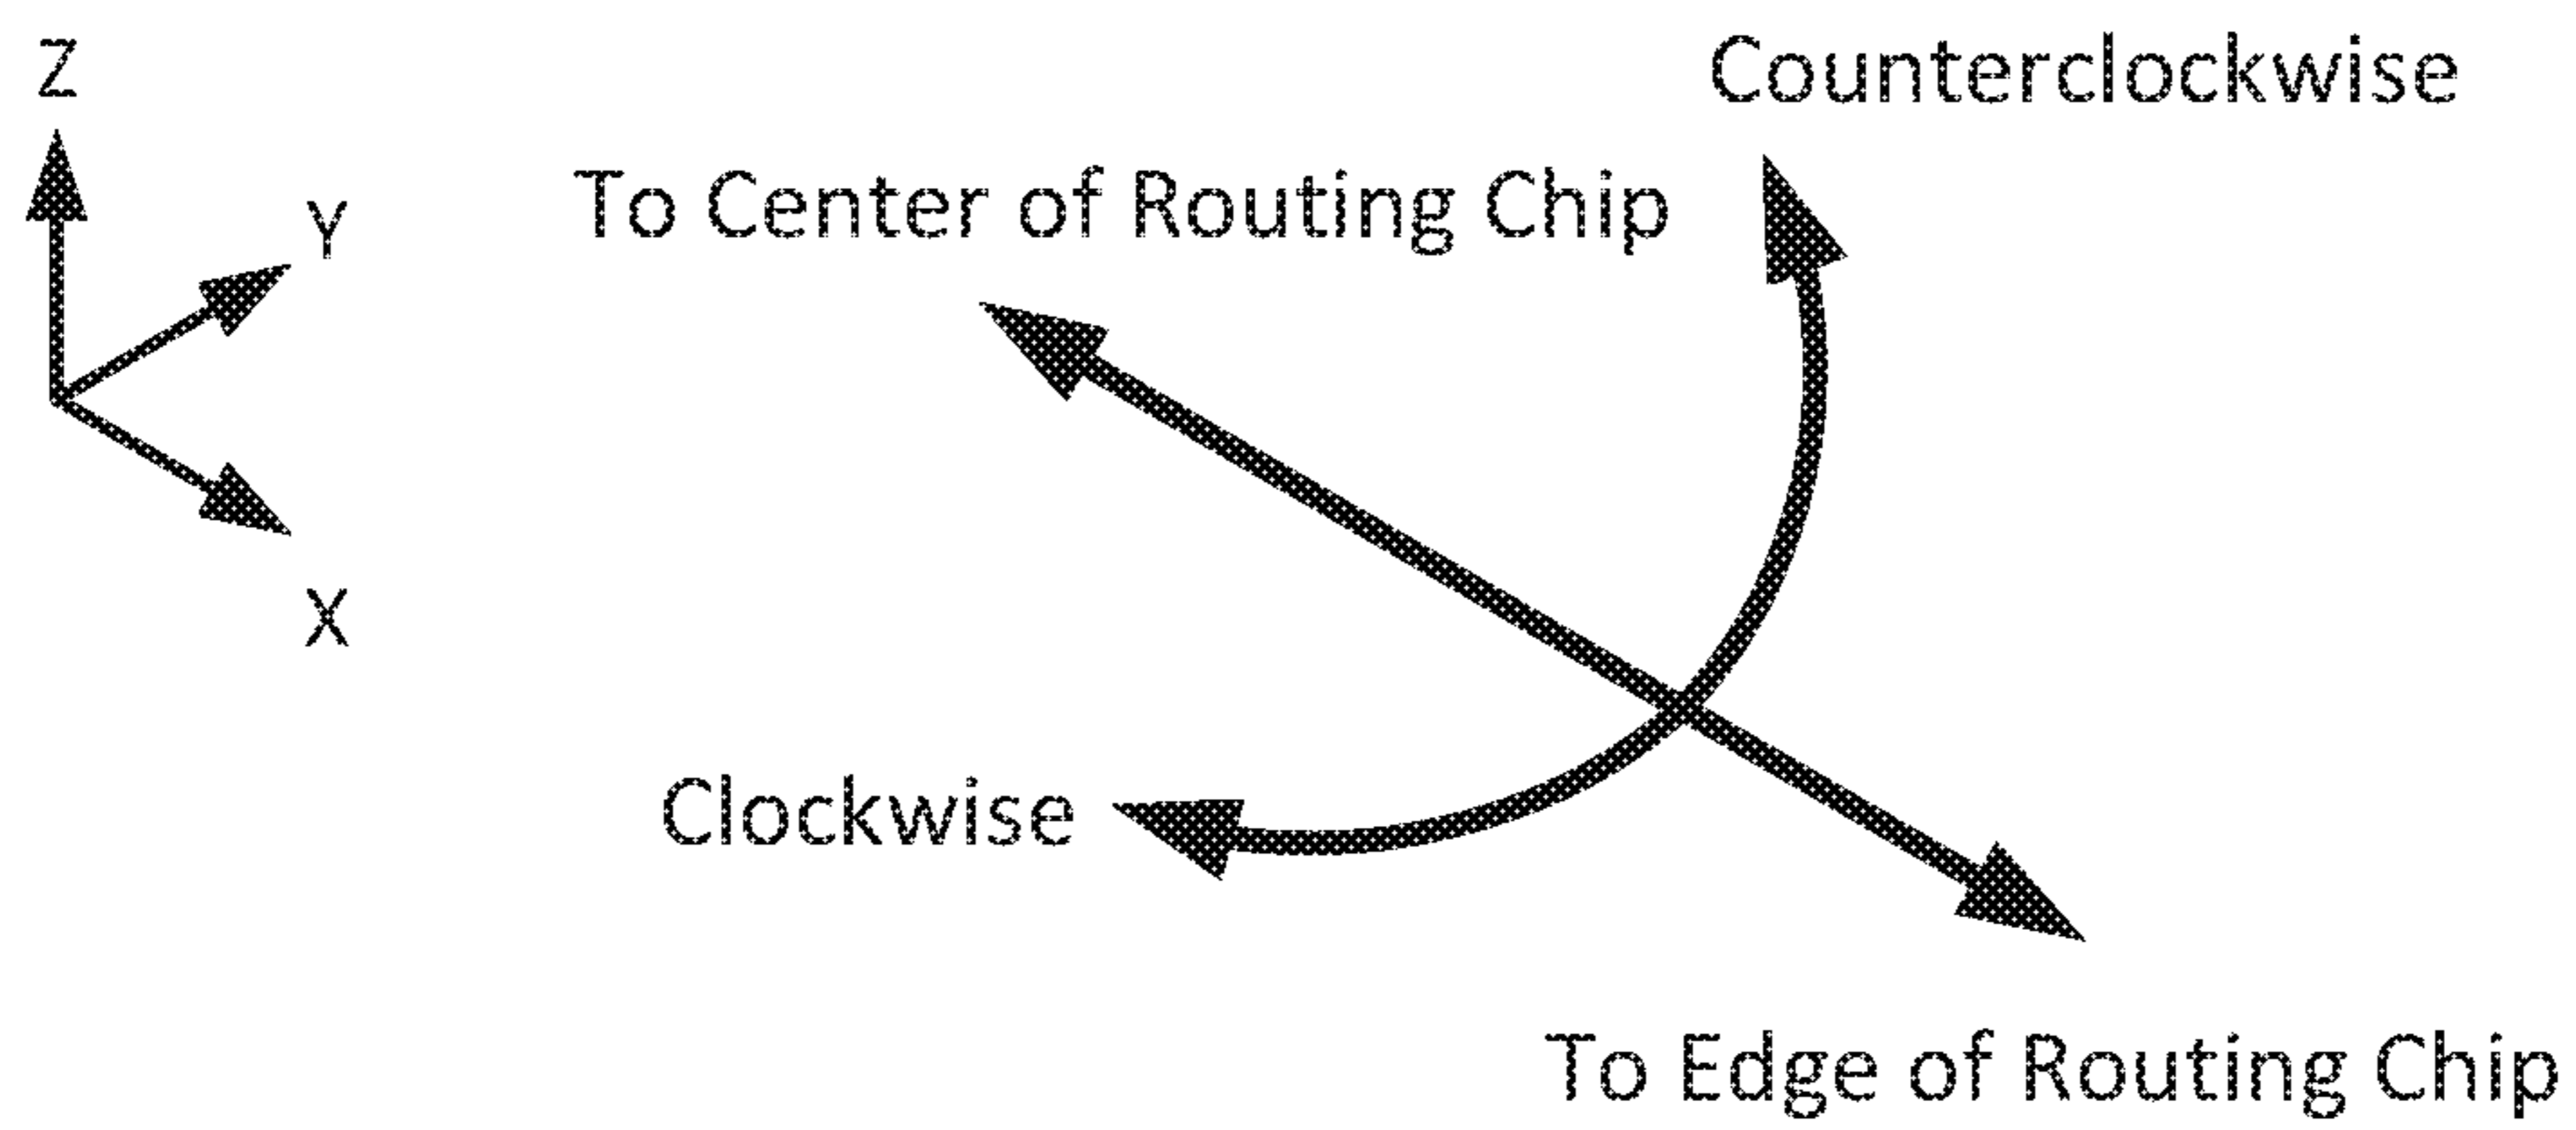 Z
Counterclockwise
To Center of Routing Chip
Y
X
Clockwise
To Edge of Routing Chip